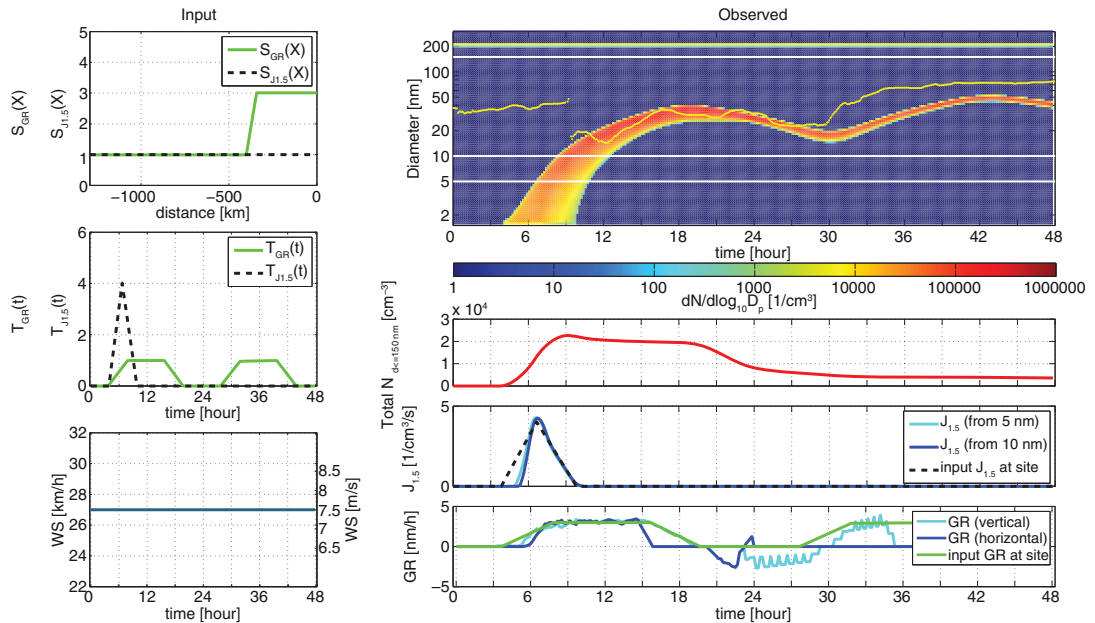 Input
5
4
3
2
1
0
S_GR(X)
S_J1.5(X)
S_GR(X)
S_J1.5(X)
−1000
−500
0
distance [km]
6
4
2
0
T_GR(t)
T_J1.5(t)
T_GR(t)
T_J1.5(t)
0
12
24
36
48
time [hour]
32
30
28
26
24
22
WS [km/h]
8.5
8
7.5
7
6.5
WS [m/s]
0
12
24
36
48
time [hour]
Observed
200
100
50
20
10
5
2
Diameter [nm]
0
6
12
18
24
30
36
42
48
time [hour]
1
10
100
1000
10000
100000
1000000
dN/dlog₁₀D_p [1/cm³]
x 10⁴
3
2
1
0
Total N d<=150 nm [cm⁻³]
5
0
J_1.5 [1/cm³/s]
J_1.5 (from 5 nm)
J_1.5 (from 10 nm)
input J_1.5 at site
5
0
−5
GR [nm/h]
GR (vertical)
GR (horizontal)
input GR at site
0
6
12
18
24
30
36
42
48
time [hour]